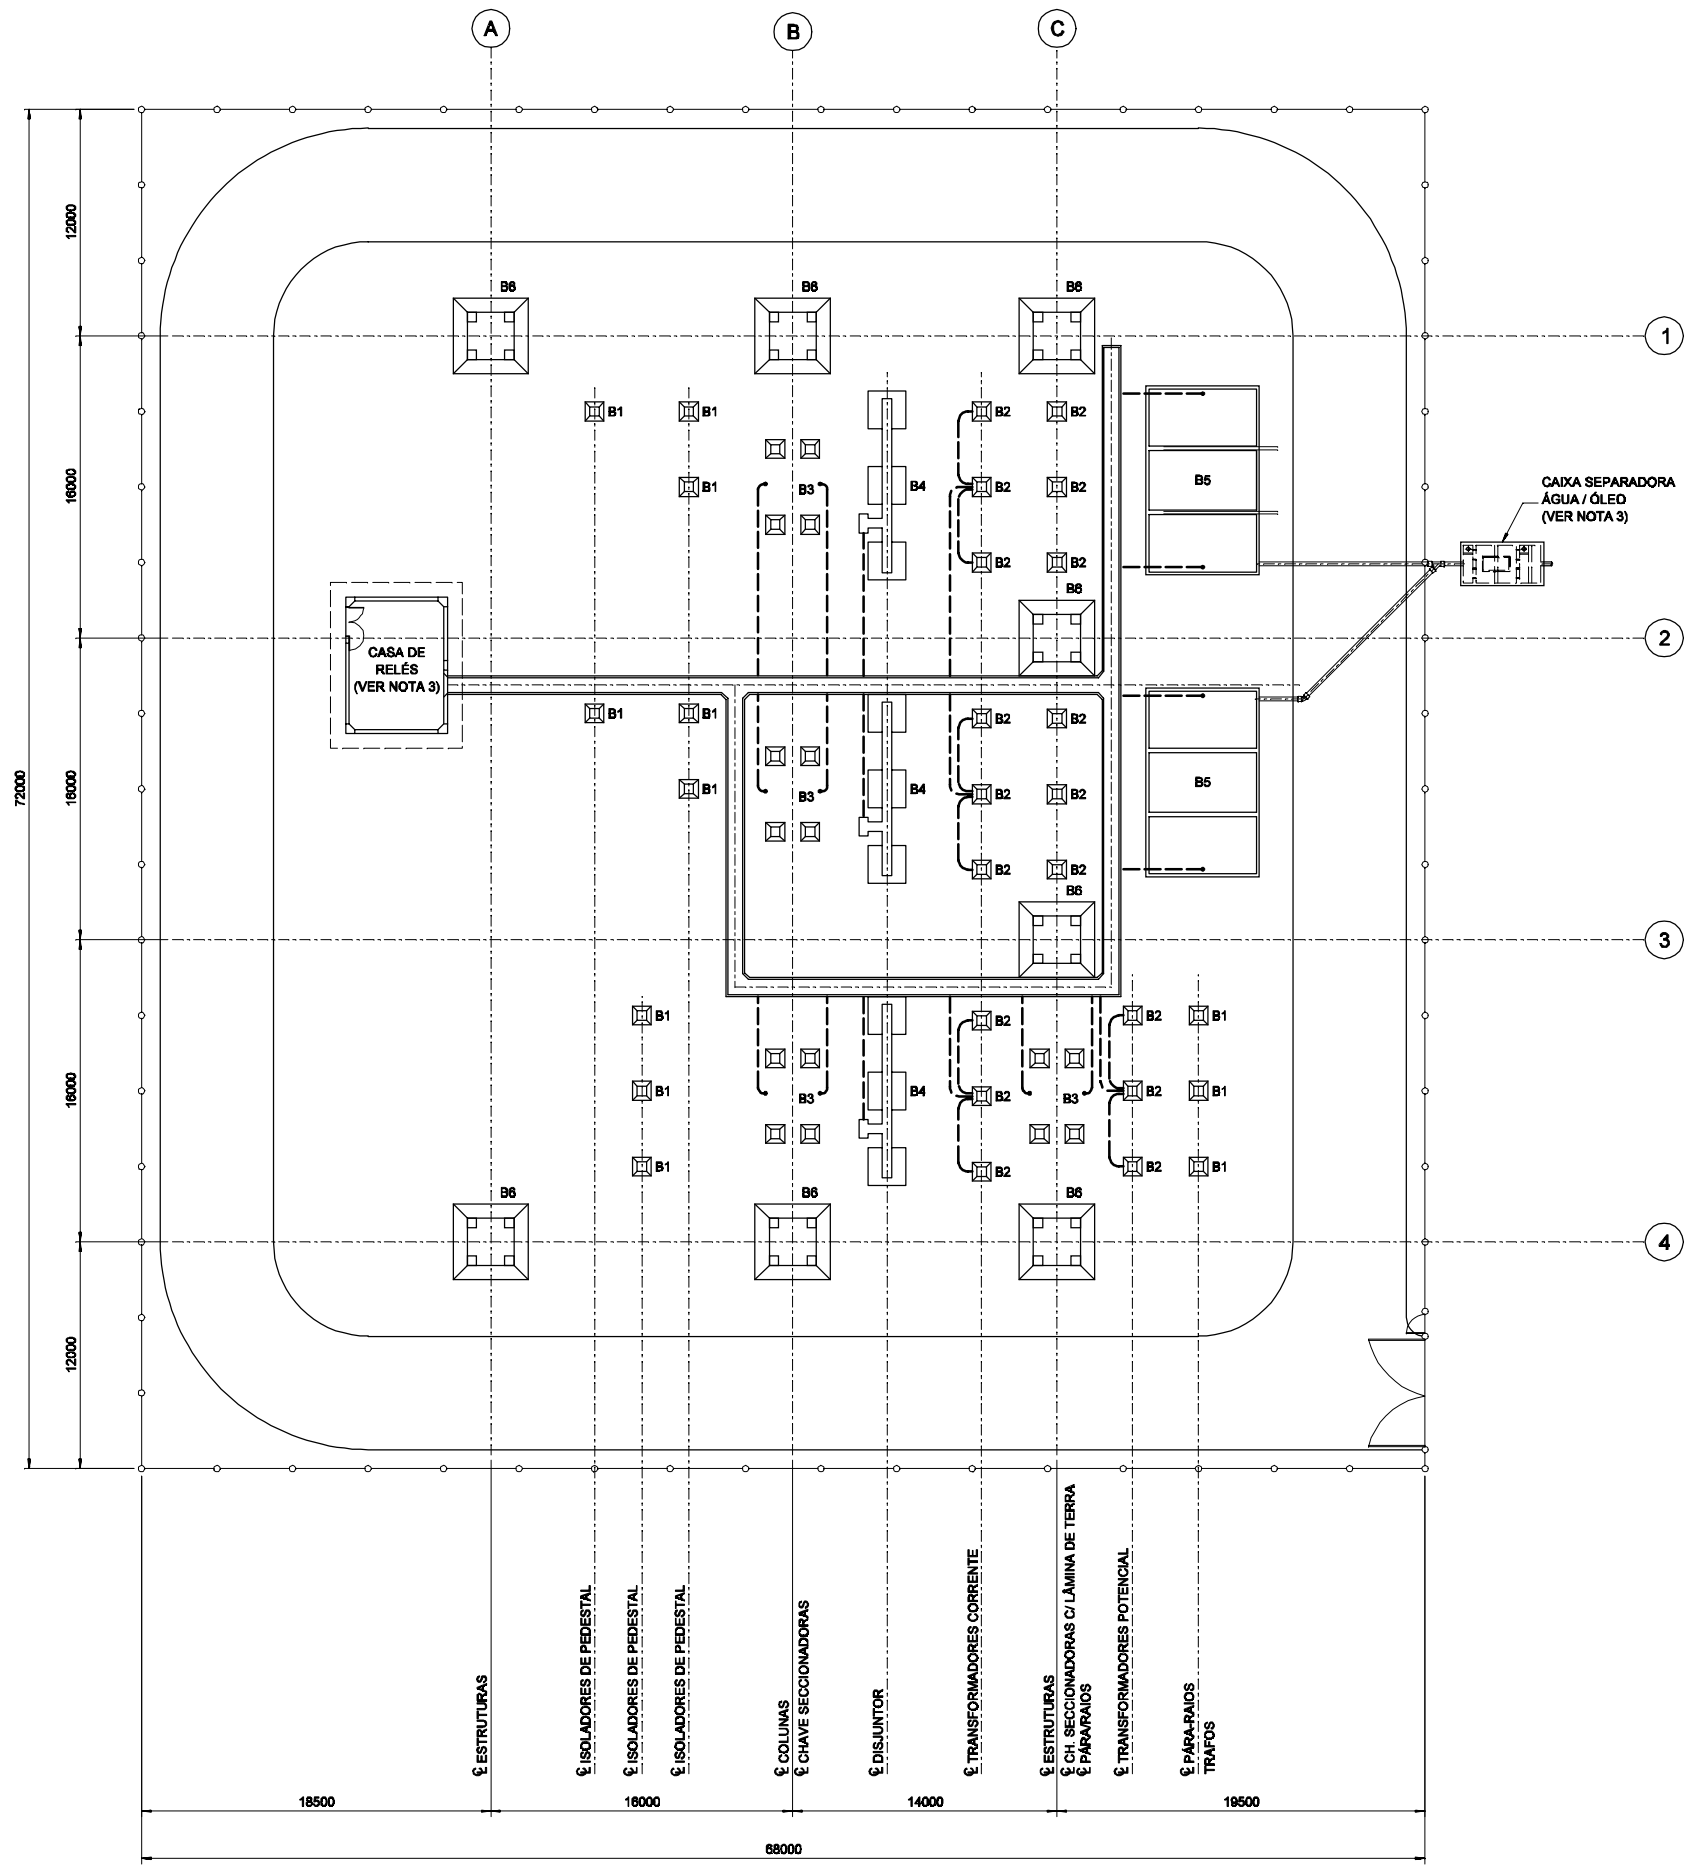 A
B
C
12000
B6
B6
B6
1
B1
B1
B2
B2
16000
B1
B3
B4
B2
B2
B5
CAIXA SEPARADORA
ÁGUA / ÓLEO
(VER NOTA 3)
B2
B2
B6
2
CASA DE
RELÉS
(VER NOTA 3)
B1
B1
B2
B2
72000
16000
B1
B3
B4
B2
B2
B5
B2
B2
B6
3
B1
B2
B2
B1
16000
B1
B3
B4
B2
B3
B2
B1
B1
B2
B2
B1
B6
B6
B6
4
12000
℄ ESTRUTURAS
℄ ISOLADORES DE PEDESTAL
℄ ISOLADORES DE PEDESTAL
℄ ISOLADORES DE PEDESTAL
℄ COLUNAS
℄ CHAVE SECCIONADORAS
℄ DISJUNTOR
℄ TRANSFORMADORES CORRENTE
℄ ESTRUTURAS
℄ CH. SECCIONADORAS C/ LÂMINA DE TERRA
℄ PÁRA/RAIOS
℄ TRANSFORMADORES POTENCIAL
℄ PÁRA-RAIOS
TRAFOS
18500
16000
14000
19500
68000